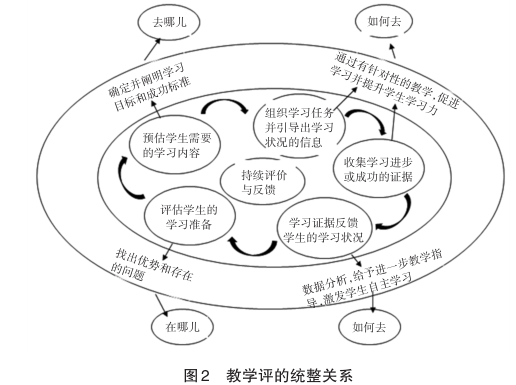 去哪儿
如何去
确定并阐明学习
目标和成功标准
通过有针对性的教学,促进
学习并提升学生学习力
组织学习任务
并引导出学习
状况的信息
预估学生需要
的学习内容
收集学习进步
或成功的证据
持续评价
与反馈
评估学生的
学习准备
学习证据反馈
学生的学习状况
找出优势和存在
的问题
数据分析,给予进一步教学指
导,激发学生自主学习
在哪儿
如何去
图2 教学评的统整关系